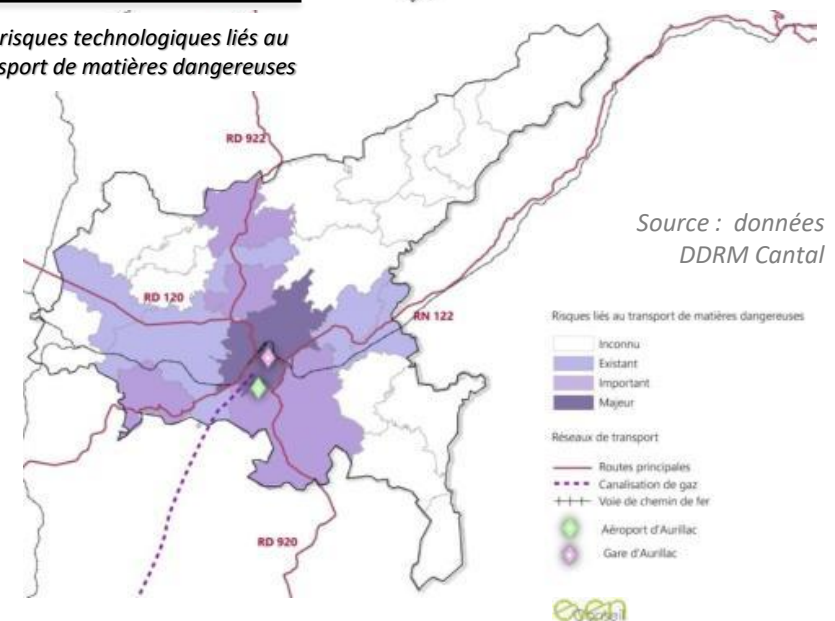 risques technologiques liés au
sport de matières dangereuses
RD 922
Source : données
DDRM Cantal
RD 120
RN 122
Risques liés au transport de matières dangereuses
Inconnu
Existant
Important
Majeur
Réseaux de transport
Routes principales
Canalisation de gaz
Voie de chemin de fer
Aéroport d'Aurillac
Gare d'Aurillac
RD 920
Conseil